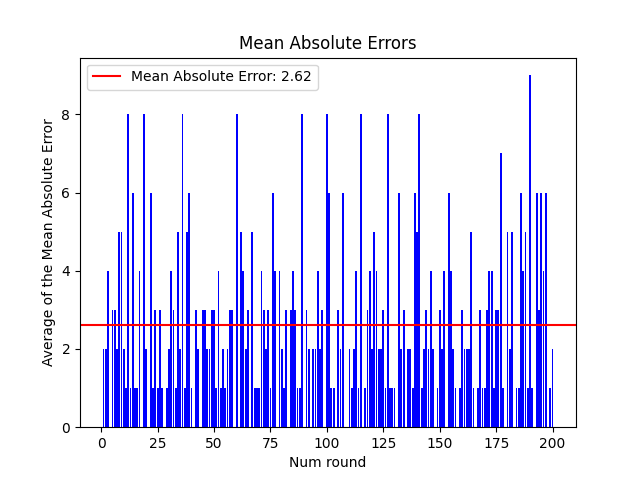 Mean Absolute Errors
Mean Absolute Error: 2.62
Average of the Mean Absolute Error
8
6
4
2
0
0 25 50 75 100 125 150 175 200
Num round